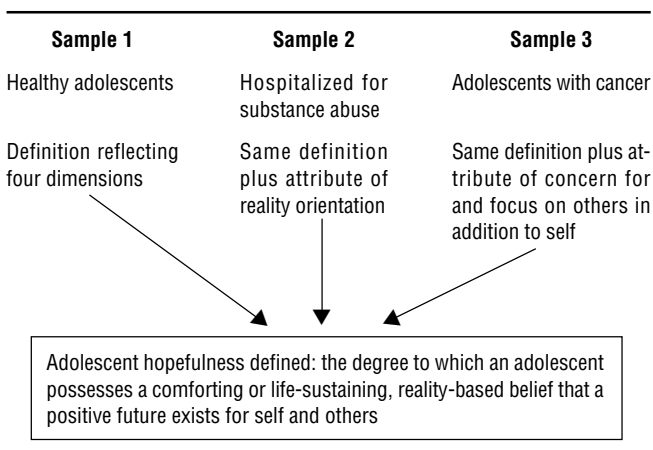 Sample 1
Sample 2
Sample 3
Healthy adolescents
Hospitalized for
substance abuse
Adolescents with cancer
Definition reflecting
four dimensions
Same definition
plus attribute of
reality orientation
Same definition plus at-
tribute of concern for
and focus on others in
addition to self
Adolescent hopefulness defined: the degree to which an adolescent
possesses a comforting or life-sustaining, reality-based belief that a
positive future exists for self and others